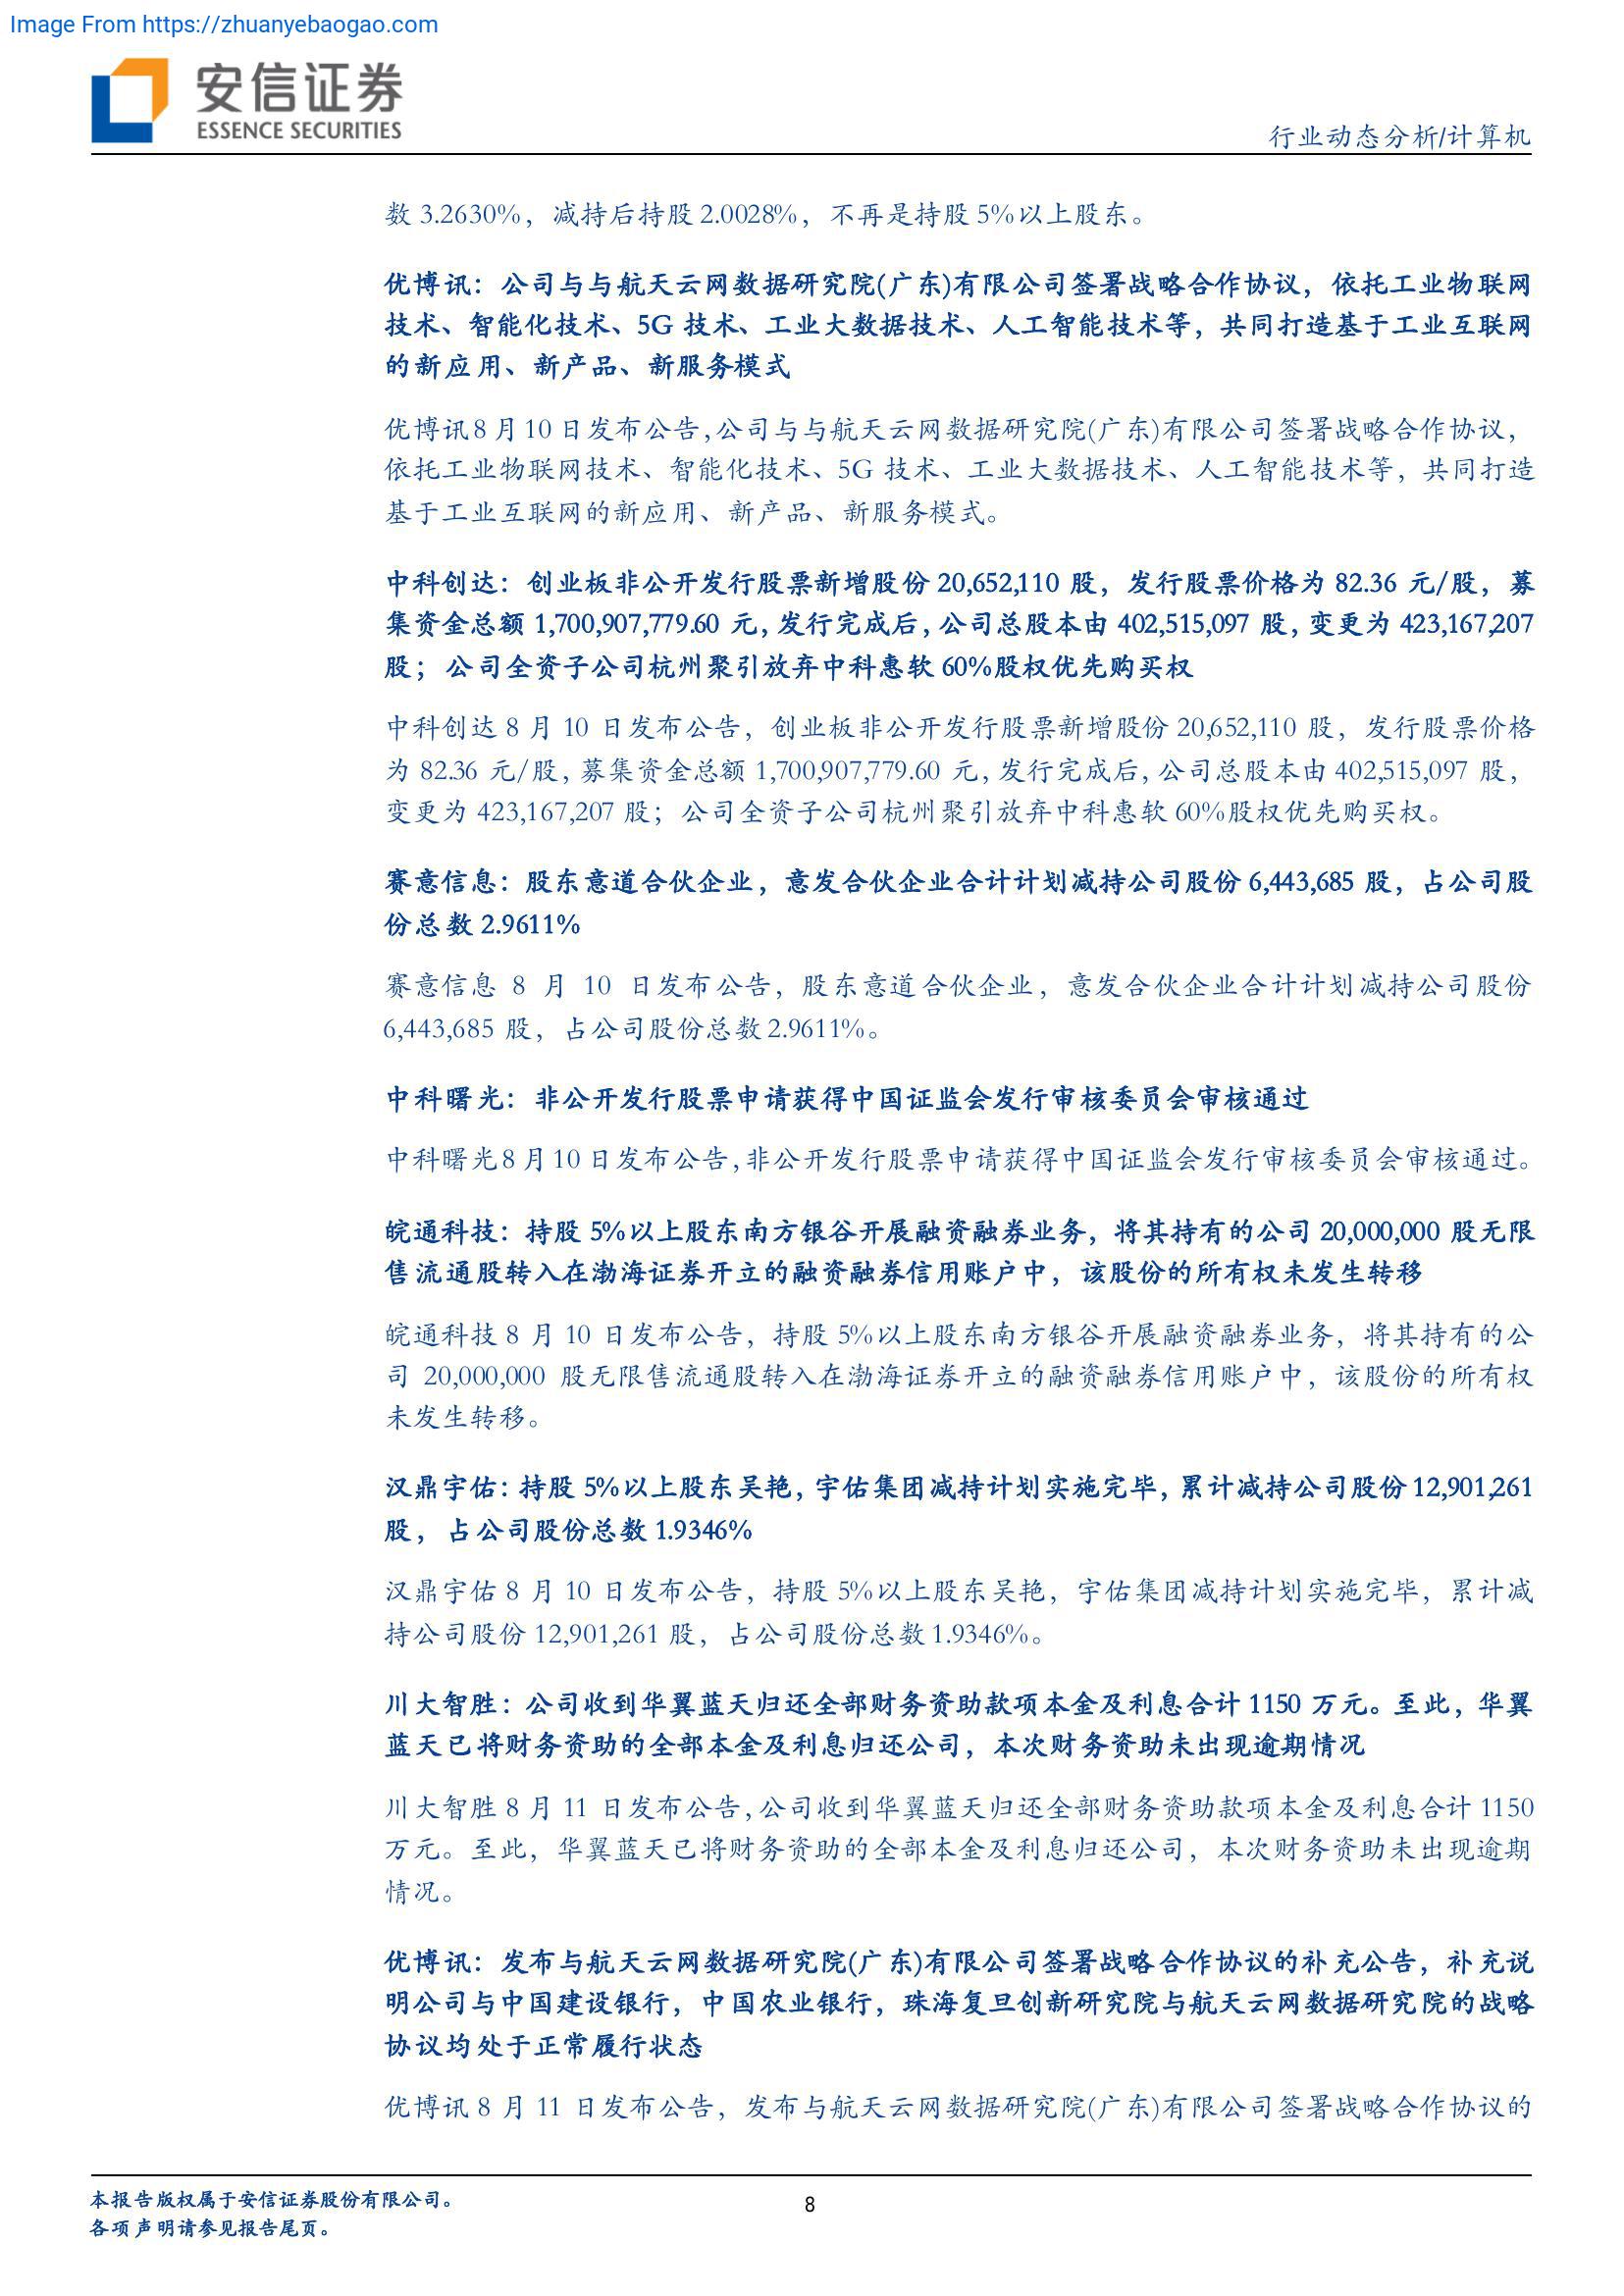 Image From https://zhuanyebaogao.com
安信证券
ESSENCE SECURITIES
行业动态分析/计算机
数 3.2630%，减持后持股 2.0028%，不再是持股 5%以上股东。
优博讯：公司与与航天云网数据研究院(广东)有限公司签署战略合作协议，依托工业物联网
技术、智能化技术、5G 技术、工业大数据技术、人工智能技术等，共同打造基于工业互联网
的新应用、新产品、新服务模式
优博讯 8 月 10 日发布公告，公司与与航天云网数据研究院(广东)有限公司签署战略合作协议，
依托工业物联网技术、智能化技术、5G 技术、工业大数据技术、人工智能技术等，共同打造
基于工业互联网的新应用、新产品、新服务模式。
中科创达：创业板非公开发行股票新增股份 20,652,110 股，发行股票价格为 82.36 元/股，募
集资金总额 1,700,907,779.60 元，发行完成后，公司总股本由 402,515,097 股，变更为 423,167,207
股；公司全资子公司杭州聚引放弃中科惠软 60%股权优先购买权
中科创达 8 月 10 日发布公告，创业板非公开发行股票新增股份 20,652,110 股，发行股票价格
为 82.36 元/股，募集资金总额 1,700,907,779.60 元，发行完成后，公司总股本由 402,515,097 股，
变更为 423,167,207 股；公司全资子公司杭州聚引放弃中科惠软 60%股权优先购买权。
赛意信息：股东意道合伙企业，意发合伙企业合计计划减持公司股份 6,443,685 股，占公司股
份总数 2.9611%
赛意信息 8 月 10 日发布公告，股东意道合伙企业，意发合伙企业合计计划减持公司股份
6,443,685 股，占公司股份总数 2.9611%。
中科曙光：非公开发行股票申请获得中国证监会发行审核委员会审核通过
中科曙光 8 月 10 日发布公告，非公开发行股票申请获得中国证监会发行审核委员会审核通过。
皖通科技：持股 5%以上股东南方银谷开展融资融券业务，将其持有的公司 20,000,000 股无限
售流通股转入在渤海证券开立的融资融券信用账户中，该股份的所有权未发生转移
皖通科技 8 月 10 日发布公告，持股 5%以上股东南方银谷开展融资融券业务，将其持有的公
司 20,000,000 股无限售流通股转入在渤海证券开立的融资融券信用账户中，该股份的所有权
未发生转移。
汉鼎宇佑：持股 5%以上股东吴艳，宇佑集团减持计划实施完毕，累计减持公司股份 12,901,261
股，占公司股份总数 1.9346%
汉鼎宇佑 8 月 10 日发布公告，持股 5%以上股东吴艳，宇佑集团减持计划实施完毕，累计减
持公司股份 12,901,261 股，占公司股份总数 1.9346%。
川大智胜：公司收到华翼蓝天归还全部财务资助款项本金及利息合计 1150 万元。至此，华翼
蓝天已将财务资助的全部本金及利息归还公司，本次财务资助未出现逾期情况
川大智胜 8 月 11 日发布公告，公司收到华翼蓝天归还全部财务资助款项本金及利息合计 1150
万元。至此，华翼蓝天已将财务资助的全部本金及利息归还公司，本次财务资助未出现逾期
情况。
优博讯：发布与航天云网数据研究院(广东)有限公司签署战略合作协议的补充公告，补充说
明公司与中国建设银行，中国农业银行，珠海复旦创新研究院与航天云网数据研究院的战略
协议均处于正常履行状态
优博讯 8 月 11 日发布公告，发布与航天云网数据研究院(广东)有限公司签署战略合作协议的
本报告版权属于安信证券股份有限公司。
各项声明请参见报告尾页。
8